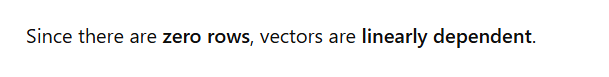 Since there are zero rows, vectors are linearly dependent.